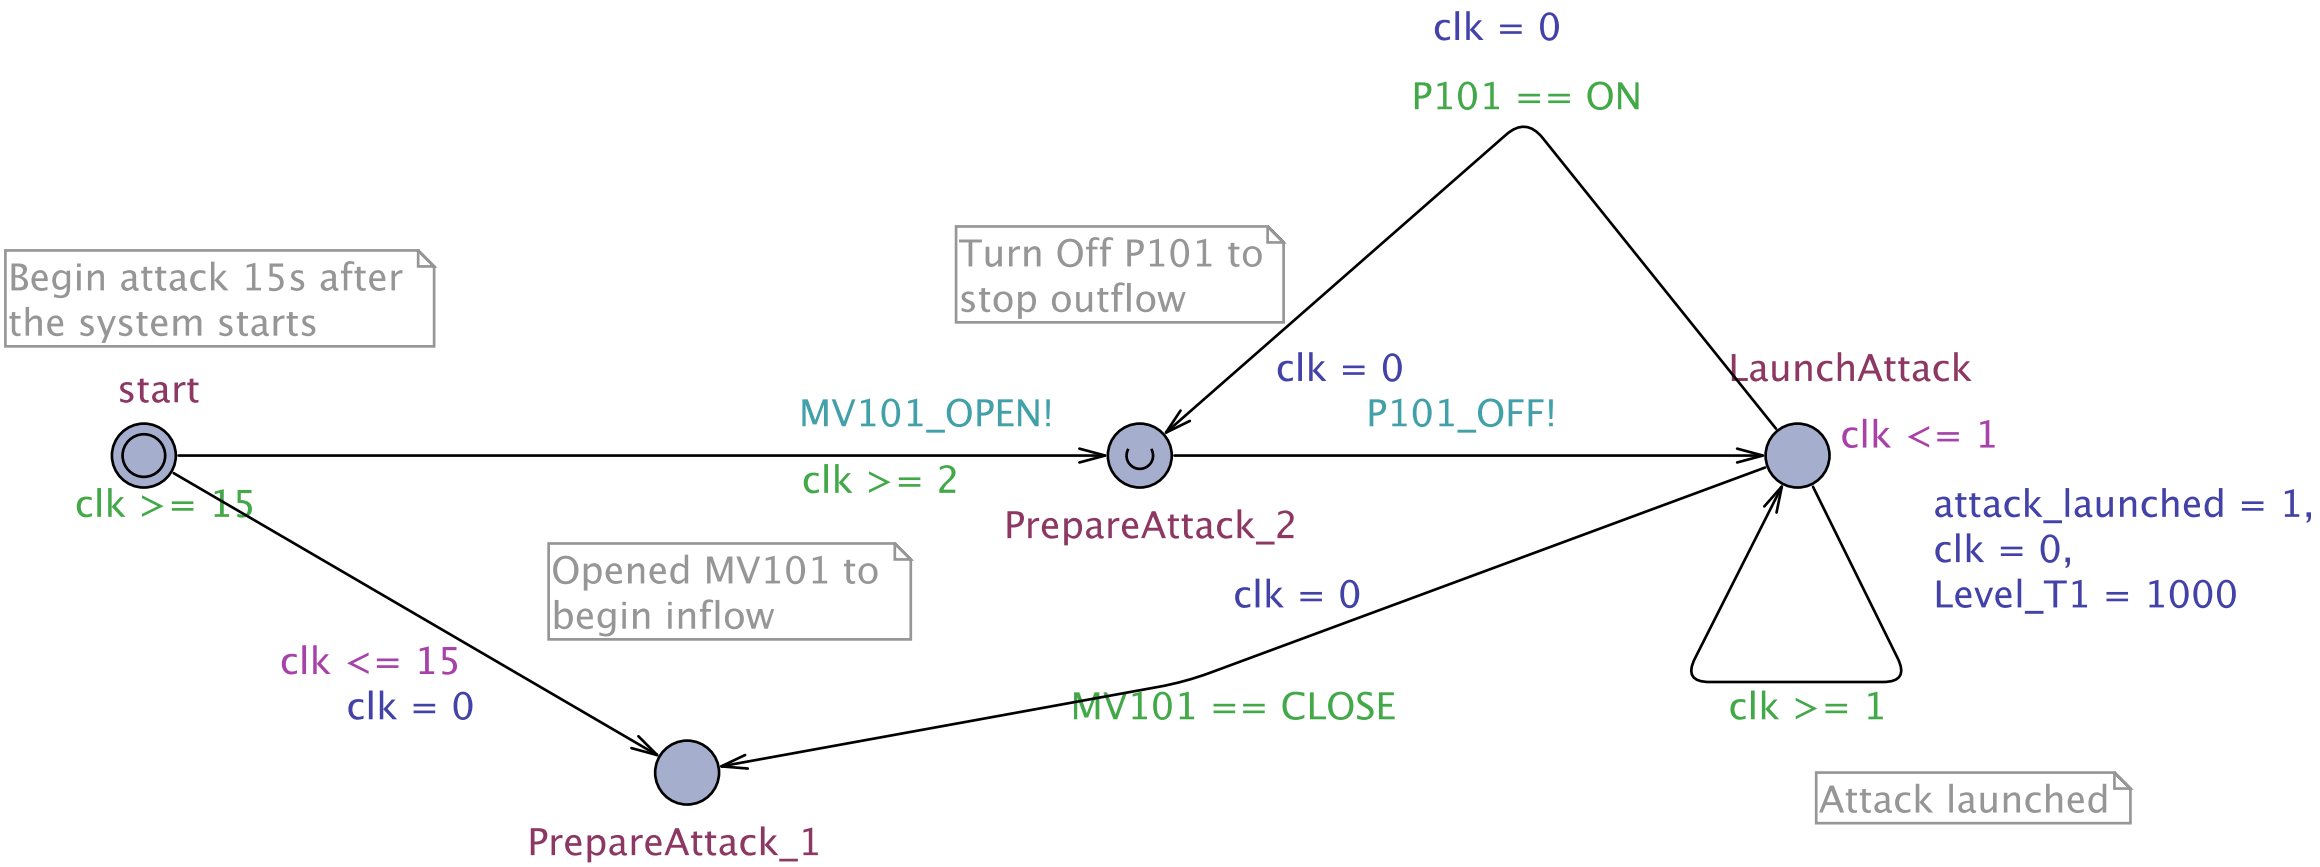 clk = 0
P101 == ON
Turn Off P101 to
stop outflow
Begin attack 15s after
the system starts
start
clk >= 15
MV101_OPEN!
clk >= 2
PrepareAttack_2
clk = 0
P101_OFF!
LaunchAttack
clk <= 1
attack_launched = 1,
clk = 0,
Level_T1 = 1000
Opened MV101 to
begin inflow
clk = 0
clk <= 15
clk = 0
MV101 == CLOSE
clk >= 1
Attack launched
PrepareAttack_1